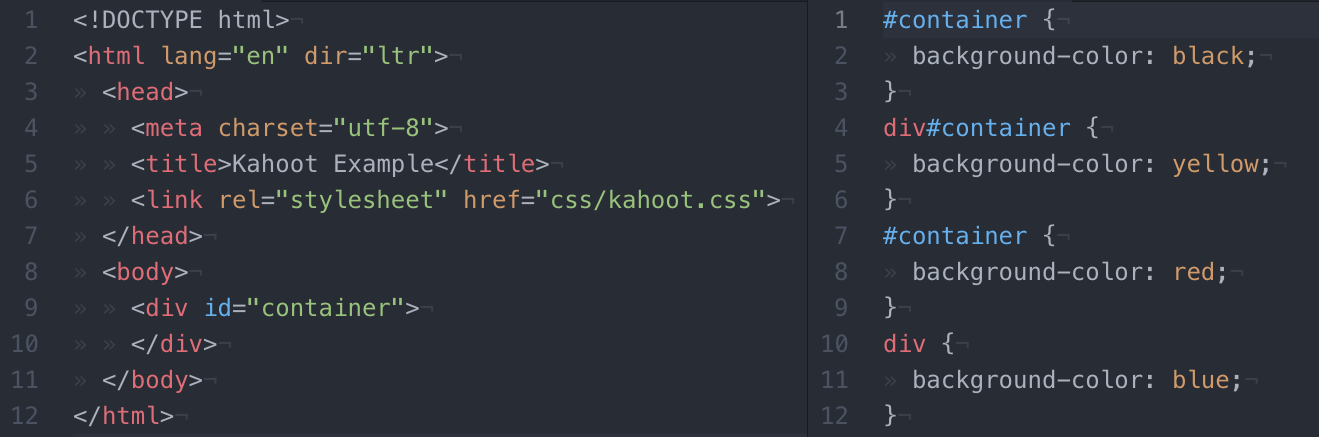 1 <!DOCTYPE html>¬
2 <html lang="en" dir="ltr">¬
3 » <head>¬
4 » » <meta charset="utf-8">¬
5 » » <title>Kahoot Example</title>¬
6 » » <link rel="stylesheet" href="css/kahoot.css">¬
7 » </head>¬
8 » <body>¬
9 » » <div id="container">¬
10 » » </div>¬
11 » </body>¬
12 </html>¬
1 #container {¬
2 » background-color: black;¬
3 }¬
4 div#container {¬
5 » background-color: yellow;¬
6 }¬
7 #container {¬
8 » background-color: red;¬
9 }¬
10 div {¬
11 » background-color: blue;¬
12 }¬